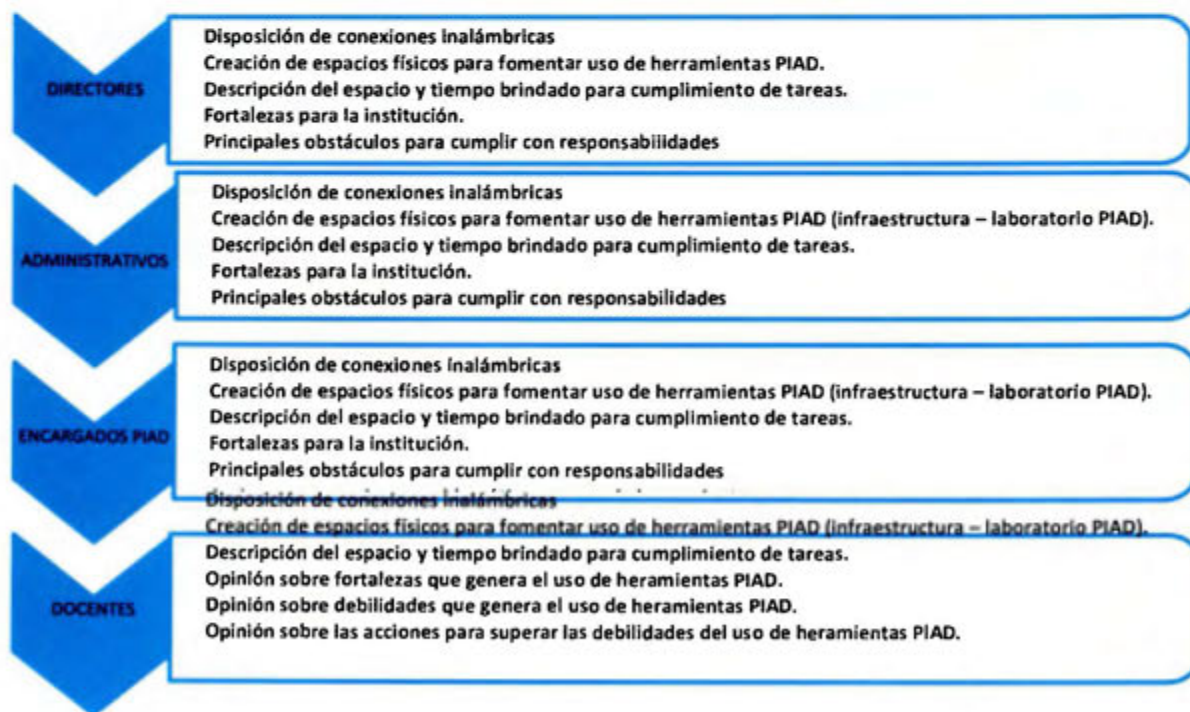 DIRECTORES
Disposición de conexiones inalámbricas
Creación de espacios físicos para fomentar uso de herramientas PIAD.
Descripción del espacio y tiempo brindado para cumplimiento de tareas.
Fortalezas para la institución.
Principales obstáculos para cumplir con responsabilidades
ADMINISTRATIVOS
Disposición de conexiones inalámbricas
Creación de espacios físicos para fomentar uso de herramientas PIAD (infraestructura – laboratorio PIAD).
Descripción del espacio y tiempo brindado para cumplimiento de tareas.
Fortalezas para la institución.
Principales obstáculos para cumplir con responsabilidades
ENCARGADOS PIAD
Disposición de conexiones inalámbricas
Creación de espacios físicos para fomentar uso de herramientas PIAD (infraestructura – laboratorio PIAD).
Descripción del espacio y tiempo brindado para cumplimiento de tareas.
Fortalezas para la institución.
Principales obstáculos para cumplir con responsabilidades
DOCENTES
Disposición de conexiones inalámbricas
Creación de espacios físicos para fomentar uso de herramientas PIAD (infraestructura – laboratorio PIAD).
Descripción del espacio y tiempo brindado para cumplimiento de tareas.
Opinión sobre fortalezas que genera el uso de heramientas PIAD.
Dpinión sobre debilidades que genera el uso de heramientas PIAD.
Opinión sobre las acciones para superar las debilidades del uso de heramientas PIAD.